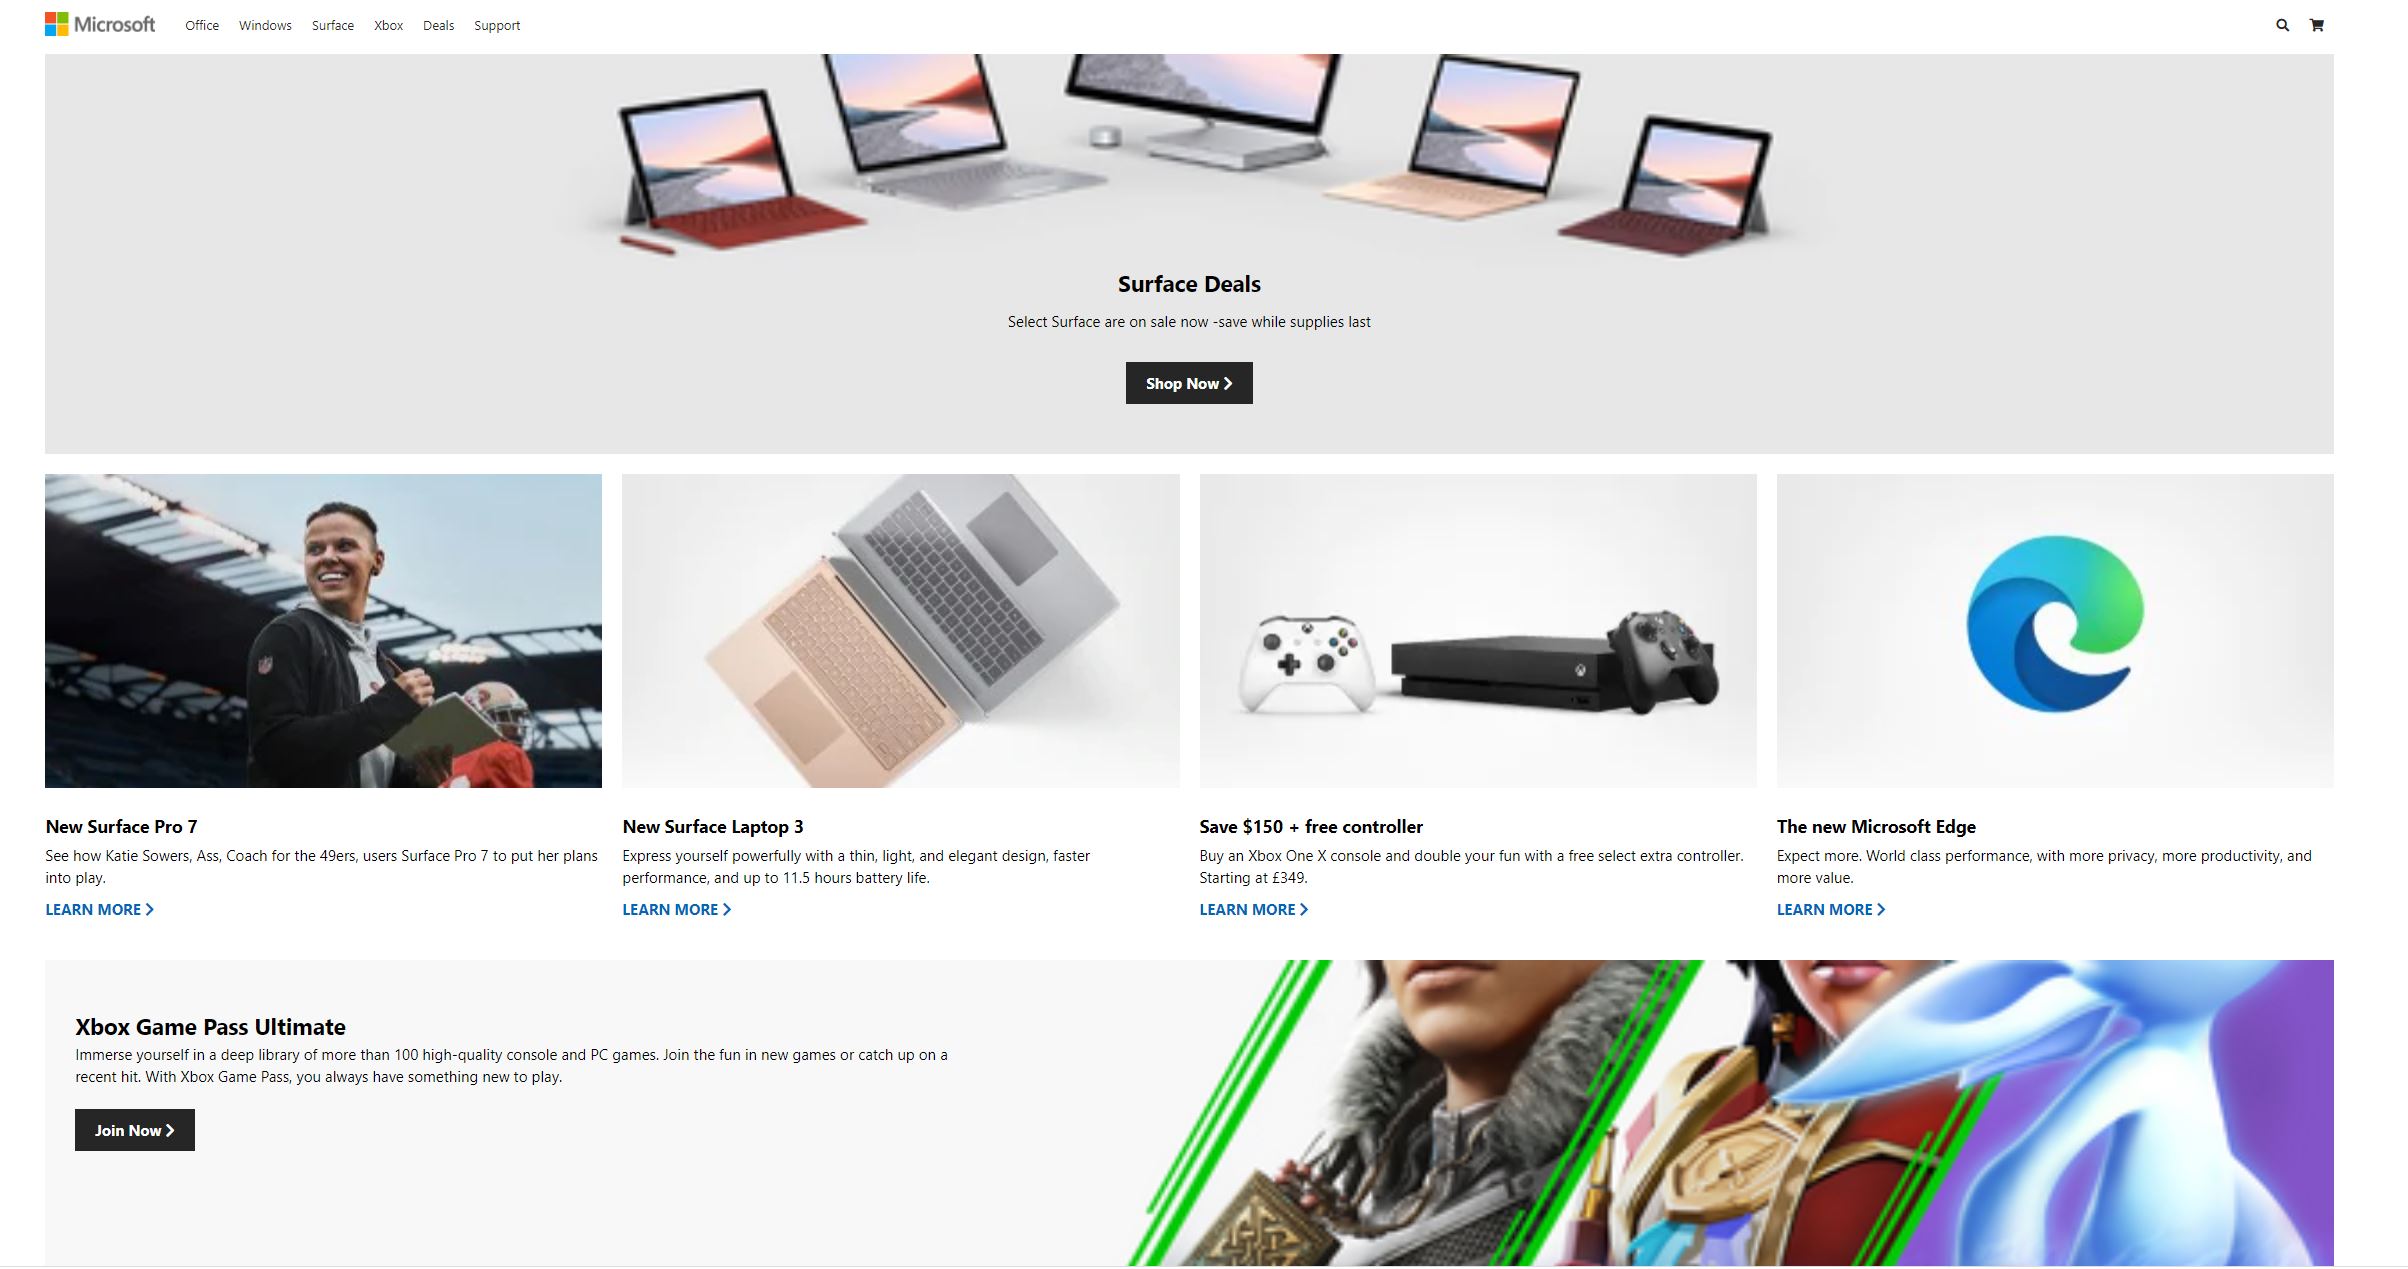 Microsoft Office Windows Surface Xbox Deals Support
Surface Deals
Select Surface are on sale now -save while supplies last
Shop Now
New Surface Pro 7
See how Katie Sowers, Ass, Coach for the 49ers, users Surface Pro 7 to put her plans
into play.
LEARN MORE
New Surface Laptop 3
Express yourself powerfully with a thin, light, and elegant design, faster
performance, and up to 11.5 hours battery life.
LEARN MORE
Save $150 + free controller
Buy an Xbox One X console and double your fun with a free select extra controller.
Starting at £349.
LEARN MORE
The new Microsoft Edge
Expect more. World class performance, with more privacy, more productivity, and
more value.
LEARN MORE
Xbox Game Pass Ultimate
Immerse yourself in a deep library of more than 100 high-quality console and PC games. Join the fun in new games or catch up on a
recent hit. With Xbox Game Pass, you always have something new to play.
Join Now